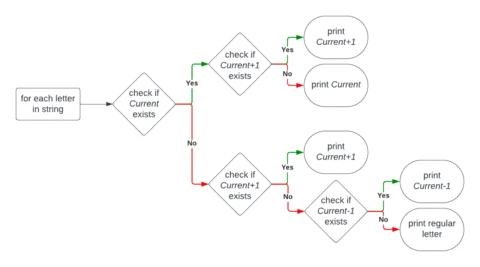 for each letter
in string
check if
Current
exists
Yes
No
check if
Current+1
exists
Yes
print
Current+1
No
print Current
check if
Current+1
exists
Yes
print
Current+1
No
check if
Current-1
exists
Yes
print
Current-1
No
print regular
letter